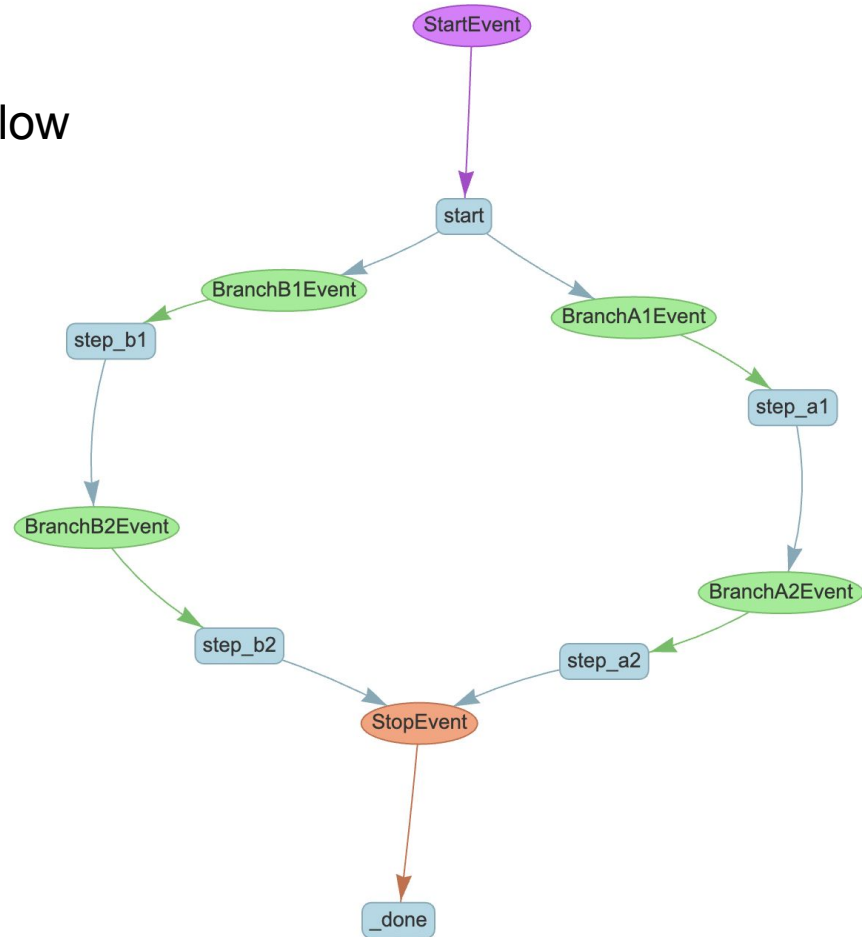 StartEvent
low
start
BranchB1Event
BranchA1Event
step_b1
step_a1
BranchB2Event
BranchA2Event
step_b2
step_a2
StopEvent
_done